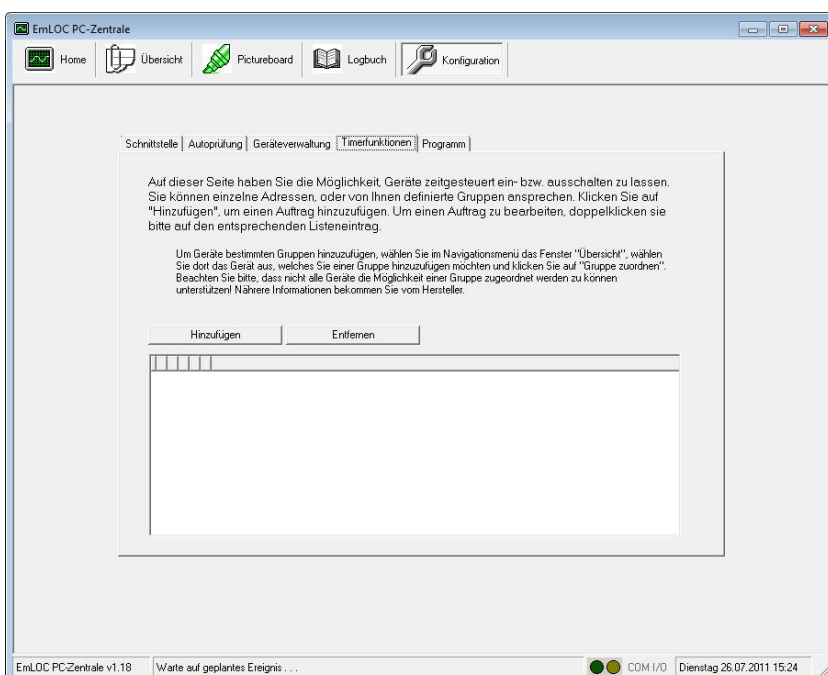 EmLOC PC-Zentrale
Home Übersicht Pictureboard Logbuch Konfiguration
Schnittstelle Autoprüfung Geräteverwaltung Timerfunktionen Programm
Auf dieser Seite haben Sie die Möglichkeit, Geräte zeitgesteuert ein- bzw. ausschalten zu lassen.
Sie können einzelne Adressen, oder von Ihnen definierte Gruppen ansprechen. Klicken Sie auf
"Hinzufügen", um einen Auftrag hinzuzufügen. Um einen Auftrag zu bearbeiten, doppelklicken sie
bitte auf den entsprechenden Listeneintrag.
Um Geräte bestimmten Gruppen hinzuzufügen, wählen Sie im Navigationsmenü das Fenster "Übersicht", wählen
Sie dort das Gerät aus, welches Sie einer Gruppe hinzufügen möchten und klicken Sie auf "Gruppe zuordnen".
Beachten Sie bitte, dass nicht alle Geräte die Möglichkeit einer Gruppe zugeordnet werden zu können
unterstützen! Nährere Informationen bekommen Sie vom Hersteller.
Hinzufügen Entfernen
EmLOC PC-Zentrale v1.18 Warte auf geplantes Ereignis . . . COM I/O Dienstag 26.07.2011 15:24